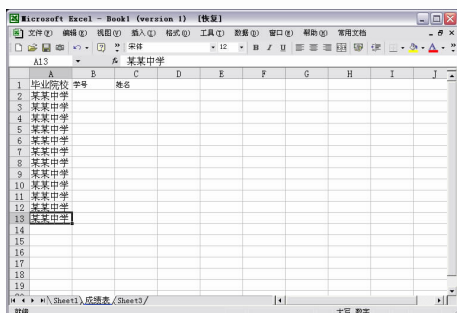 Microsoft Excel - Book1 (version 1) [恢复]
文件(F) 编辑(E) 视图(V) 插入(I) 格式(O) 工具(T) 数据(D) 窗口(W) 帮助(H) 常用文档
宋体 12 B I U
A13 fx 某某中学
A B C D E F G H I J
1 毕业院校 学号 姓名
2 某某中学
3 某某中学
4 某某中学
5 某某中学
6 某某中学
7 某某中学
8 某某中学
9 某某中学
10 某某中学
11 某某中学
12 某某中学
13 某某中学
14
15
16
17
18
19
Sheet1 成绩表 Sheet3
就绪 大写 数字